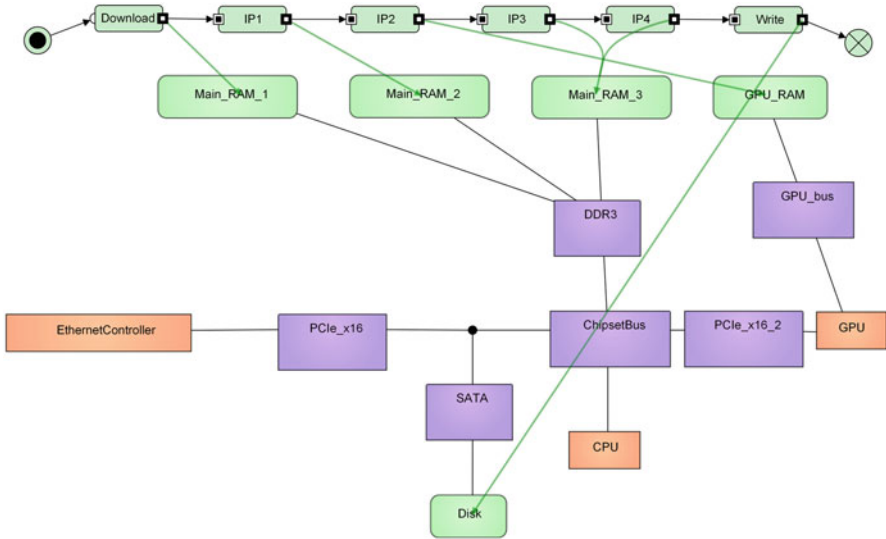 Download
IP1
IP2
IP3
IP4
Write
Main_RAM_1
Main_RAM_2
Main_RAM_3
GPU_RAM
DDR3
GPU_bus
EthernetController
PCIe_x16
ChipsetBus
PCIe_x16_2
GPU
SATA
CPU
Disk